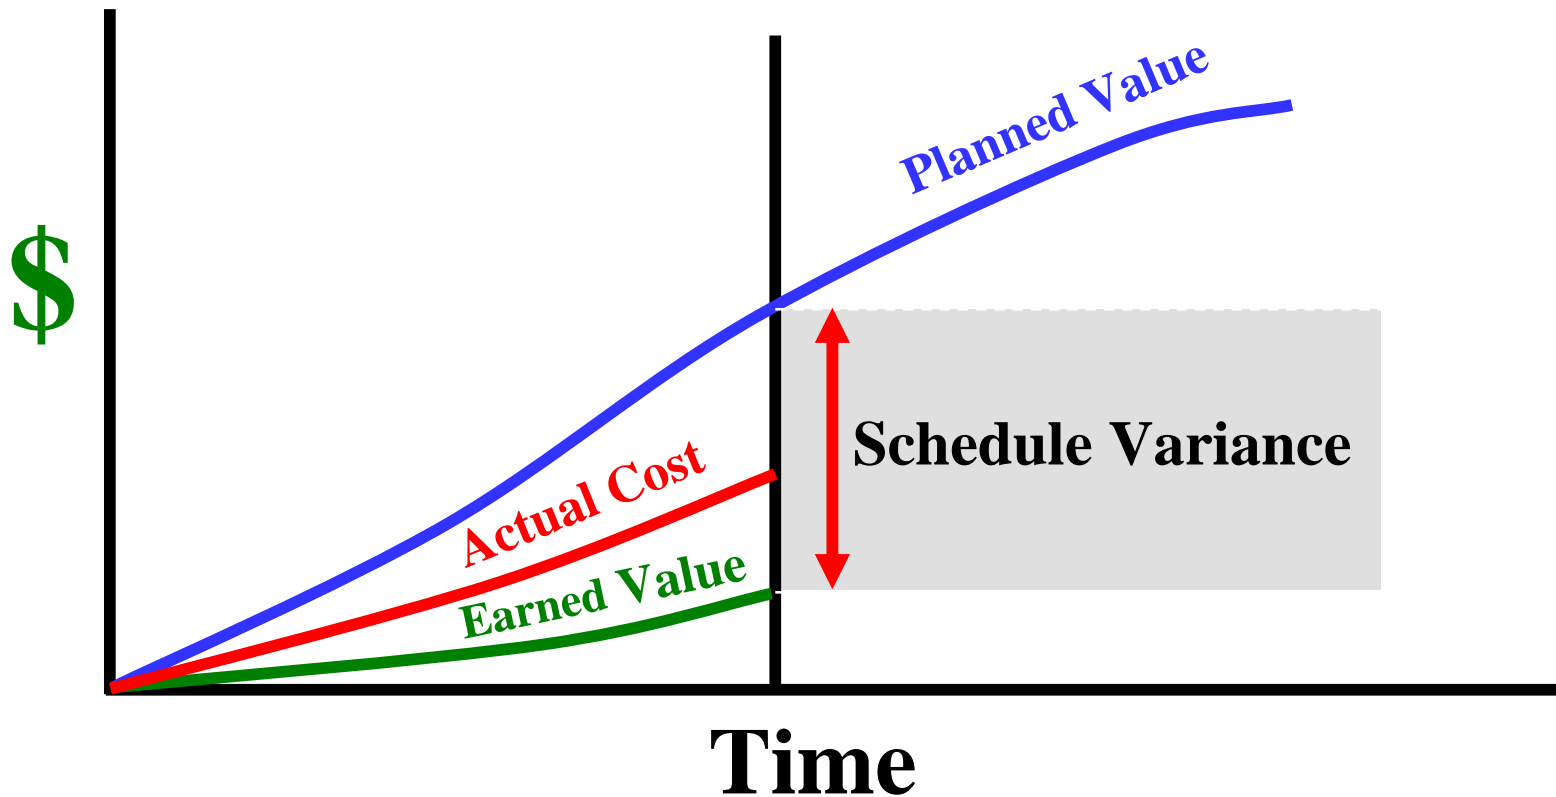 Planned Value
$
Schedule Variance
Actual Cost
Earned Value
Time